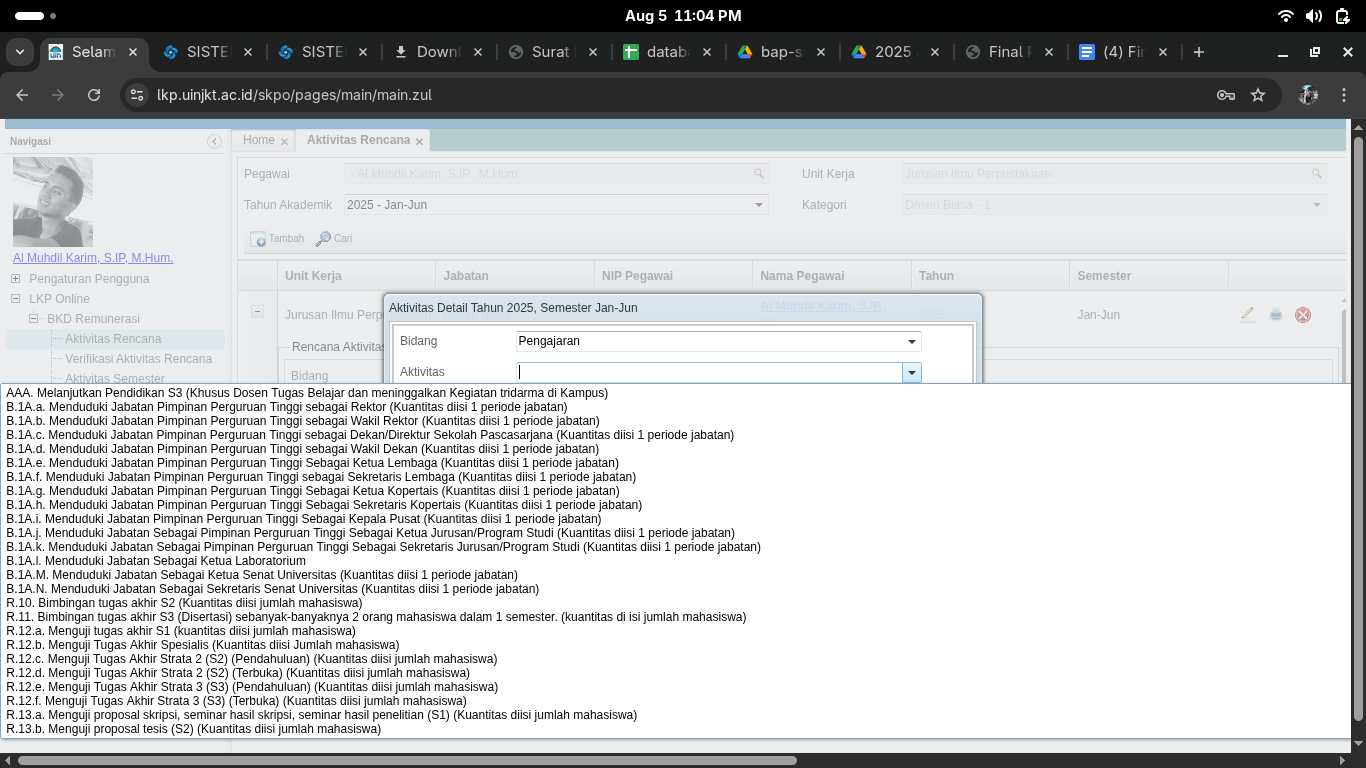 Aug 5 11:04 PM
Selam
SISTE
SISTE
Downl
Surat
datab
bap-s
2025
Final F
(4) Fir
lkp.uinjkt.ac.id/skpo/pages/main/main.zul
Navigasi
Home
Aktivitas Rencana
Pegawai
- Al Muhdil Karim, S.IP., M.Hum
Unit Kerja
Jurusan Ilmu Perpustakaan
Tahun Akademik
2025 - Jan-Jun
Kategori
Dosen Biasa - 1
Tambah
Cari
Al Muhdil Karim, S.IP, M.Hum.
Pengaturan Pengguna
LKP Online
BKD Remunerasi
Aktivitas Rencana
Verifikasi Aktivitas Rencana
Aktivitas Semester
Unit Kerja
Jabatan
NIP Pegawai
Nama Pegawai
Tahun
Semester
Jurusan Ilmu Perp
Al Muhdil Karim, S.IP.,
2025
Jan-Jun
Rencana Aktivitas
Bidang
Aktivitas Detail Tahun 2025, Semester Jan-Jun
Bidang
Pengajaran
Aktivitas
AAA. Melanjutkan Pendidikan S3 (Khusus Dosen Tugas Belajar dan meninggalkan Kegiatan tridarma di Kampus)
B.1A.a. Menduduki Jabatan Pimpinan Perguruan Tinggi sebagai Rektor (Kuantitas diisi 1 periode jabatan)
B.1A.b. Menduduki Jabatan Pimpinan Perguruan Tinggi sebagai Wakil Rektor (Kuantitas diisi 1 periode jabatan)
B.1A.c. Menduduki Jabatan Pimpinan Perguruan Tinggi sebagai Dekan/Direktur Sekolah Pascasarjana (Kuantitas diisi 1 periode jabatan)
B.1A.d. Menduduki Jabatan Pimpinan Perguruan Tinggi sebagai Wakil Dekan (Kuantitas diisi 1 periode jabatan)
B.1A.e. Menduduki Jabatan Pimpinan Perguruan Tinggi Sebagai Ketua Lembaga (Kuantitas diisi 1 periode jabatan)
B.1A.f. Menduduki Jabatan Pimpinan Perguruan Tinggi sebagai Sekretaris Lembaga (Kuantitas diisi 1 periode jabatan)
B.1A.g. Menduduki Jabatan Pimpinan Perguruan Tinggi Sebagai Ketua Kopertais (Kuantitas diisi 1 periode jabatan)
B.1A.h. Menduduki Jabatan Pimpinan Perguruan Tinggi Sebagai Sekretaris Kopertais (Kuantitas diisi 1 periode jabatan)
B.1A.i. Menduduki Jabatan Pimpinan Perguruan Tinggi Sebagai Kepala Pusat (Kuantitas diisi 1 periode jabatan)
B.1A.j. Menduduki Jabatan Sebagai Pimpinan Perguruan Tinggi Sebagai Ketua Jurusan/Program Studi (Kuantitas diisi 1 periode jabatan)
B.1A.k. Menduduki Jabatan Sebagai Pimpinan Perguruan Tinggi Sebagai Sekretaris Jurusan/Program Studi (Kuantitas diisi 1 periode jabatan)
B.1A.l. Menduduki Jabatan Sebagai Ketua Laboratorium
B.1A.M. Menduduki Jabatan Sebagai Ketua Senat Universitas (Kuantitas diisi 1 periode jabatan)
B.1A.N. Menduduki Jabatan Sebagai Sekretaris Senat Universitas (Kuantitas diisi 1 periode jabatan)
R.10. Bimbingan tugas akhir S2 (Kuantitas diisi jumlah mahasiswa)
R.11. Bimbingan tugas akhir S3 (Disertasi) sebanyak-banyaknya 2 orang mahasiswa dalam 1 semester. (kuantitas di isi jumlah mahasiswa)
R.12.a. Menguji tugas akhir S1 (kuantitas diisi jumlah mahasiswa)
R.12.b. Menguji Tugas Akhir Spesialis (Kuantitas diisi Jumlah mahasiswa)
R.12.c. Menguji Tugas Akhir Strata 2 (S2) (Pendahuluan) (Kuantitas diisi jumlah mahasiswa)
R.12.d. Menguji Tugas Akhir Strata 2 (S2) (Terbuka) (Kuantitas diisi jumlah mahasiswa)
R.12.e. Menguji Tugas Akhir Strata 3 (S3) (Pendahuluan) (Kuantitas diisi jumlah mahasiswa)
R.12.f. Menguji Tugas Akhir Strata 3 (S3) (Terbuka) (Kuantitas diisi jumlah mahasiswa)
R.13.a. Menguji proposal skripsi, seminar hasil skripsi, seminar hasil penelitian (S1) (Kuantitas diisi jumlah mahasiswa)
R.13.b. Menguji proposal tesis (S2) (Kuantitas diisi jumlah mahasiswa)